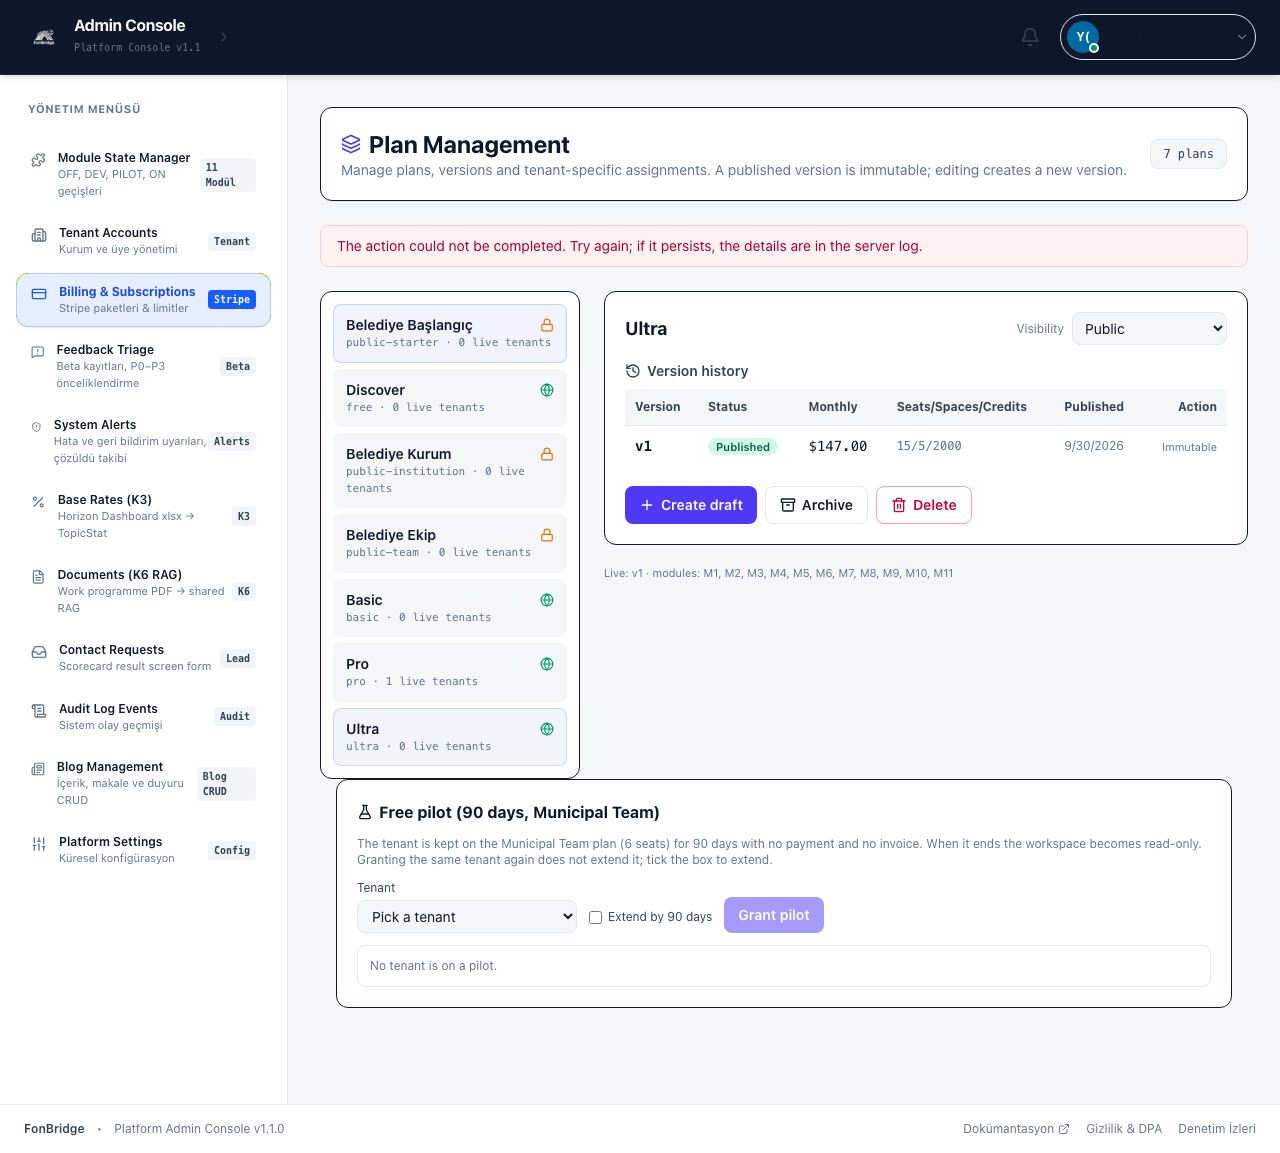 Admin Console
Platform Console v1.1
FonBridge
Y(
YÖNETIM MENÜSÜ
Module State Manager
OFF, DEV, PILOT, ON
geçişleri
11
Modül
Tenant Accounts
Kurum ve üye yönetimi
Tenant
Billing & Subscriptions
Stripe paketleri & limitler
Stripe
Feedback Triage
Beta kayıtları, P0–P3
önceliklendirme
Beta
System Alerts
Hata ve geri bildirim uyarıları,
çözüldü takibi
Alerts
Base Rates (K3)
Horizon Dashboard xlsx →
TopicStat
K3
Documents (K6 RAG)
Work programme PDF → shared
RAG
K6
Contact Requests
Scorecard result screen form
Lead
Audit Log Events
Sistem olay geçmişi
Audit
Blog Management
İçerik, makale ve duyuru
CRUD
Blog
CRUD
Platform Settings
Küresel konfigürasyon
Config
Plan Management
Manage plans, versions and tenant-specific assignments. A published version is immutable; editing creates a new version.
7 plans
The action could not be completed. Try again; if it persists, the details are in the server log.
Belediye Başlangıç
public-starter · 0 live tenants
Discover
free · 0 live tenants
Belediye Kurum
public-institution · 0 live
tenants
Belediye Ekip
public-team · 0 live tenants
Basic
basic · 0 live tenants
Pro
pro · 1 live tenants
Ultra
ultra · 0 live tenants
Ultra
Visibility
Public
Version history
Version Status Monthly Seats/Spaces/Credits Published Action
v1 Published $147.00 15/5/2000 9/30/2026 Immutable
Create draft
Archive
Delete
Live: v1 · modules: M1, M2, M3, M4, M5, M6, M7, M8, M9, M10, M11
Free pilot (90 days, Municipal Team)
The tenant is kept on the Municipal Team plan (6 seats) for 90 days with no payment and no invoice. When it ends the workspace becomes read-only.
Granting the same tenant again does not extend it; tick the box to extend.
Tenant
Pick a tenant
Extend by 90 days
Grant pilot
No tenant is on a pilot.
FonBridge • Platform Admin Console v1.1.0
Dokümantasyon
Gizlilik & DPA
Denetim İzleri